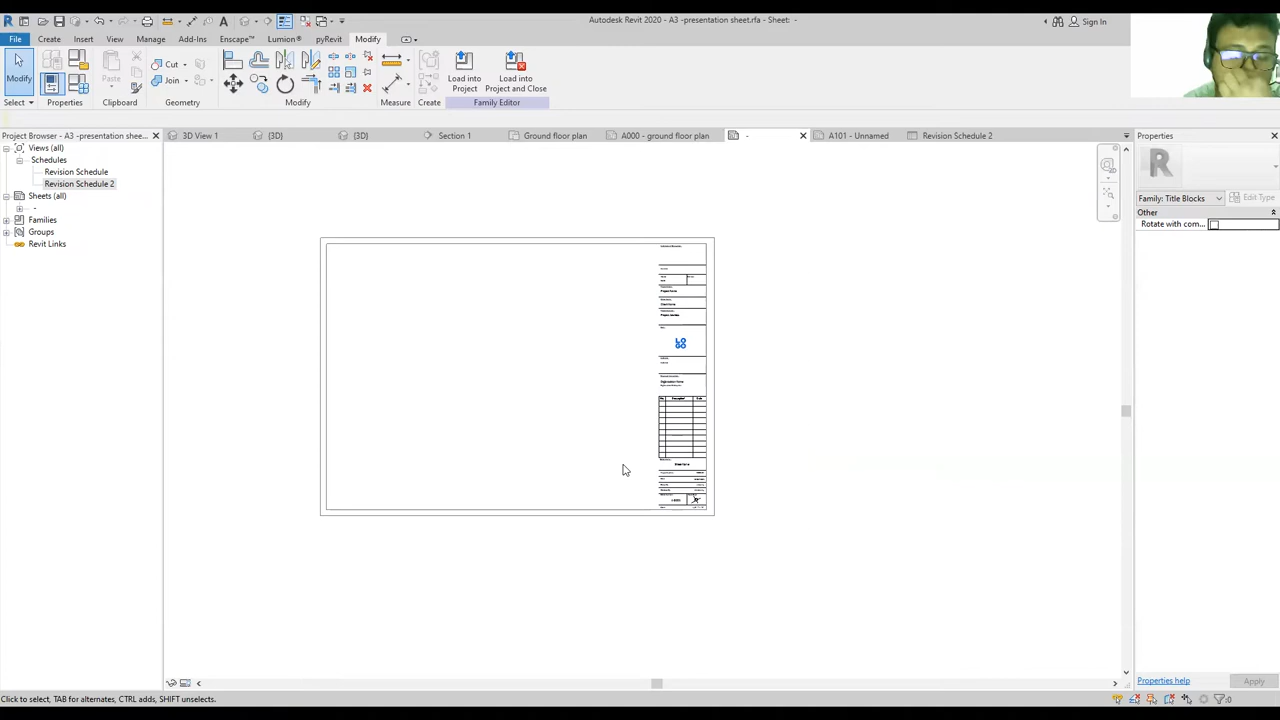 Autodesk Revit 2020 - A3 -presentation sheet.rfa - Sheet: -
Sign In
File Create Insert View Manage Add-Ins Enscape™ Lumion® pyRevit Modify
Modify
Paste
Cut
Join
Load into
Project
Load into
Project and Close
Select Properties Clipboard Geometry Modify Measure Create Family Editor
Project Browser - A3 -presentation shee...
3D View 1
{3D}
{3D}
Section 1
Ground floor plan
A000 - ground floor plan
-
A101 - Unnamed
Revision Schedule 2
Properties
Views (all)
Schedules
Revision Schedule
Revision Schedule 2
Sheets (all)
-
Families
Groups
Revit Links
Family: Title Blocks
Edit Type
Other
Rotate with com...
LO
GO
Properties help
Apply
Click to select, TAB for alternates, CTRL adds, SHIFT unselects.
:0